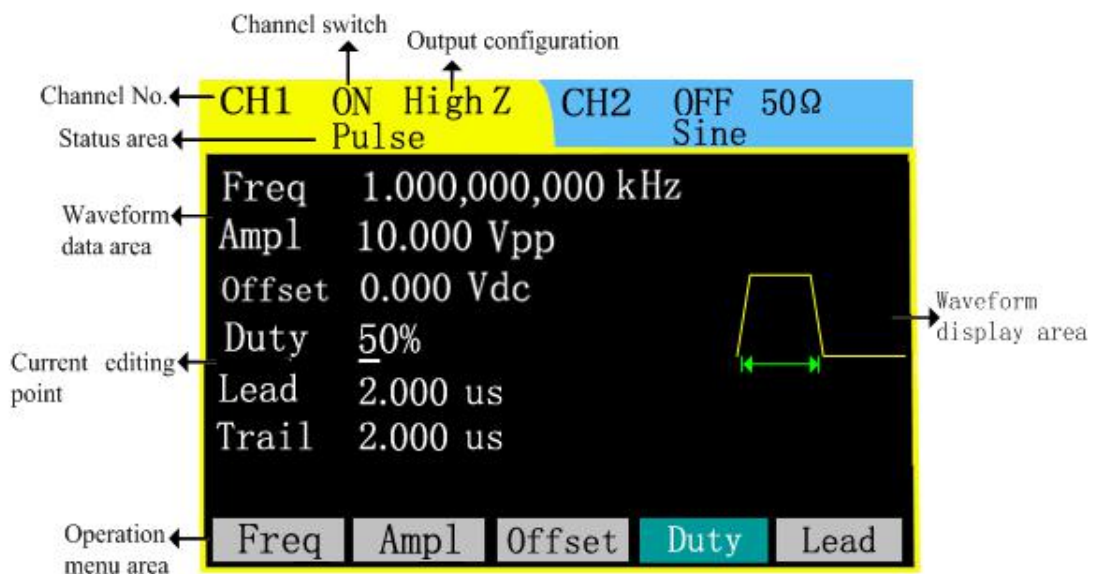 Channel switch
Output configuration
Channel No.
CH1 ON High Z
CH2 OFF 50Ω
Status area
Pulse
Sine
Freq 1.000,000,000 kHz
Waveform
data area
Ampl 10.000 Vpp
Offset 0.000 Vdc
Waveform
display area
Duty 50%
Current editing
point
Lead 2.000 us
Trail 2.000 us
Operation
menu area
Freq Ampl Offset Duty Lead